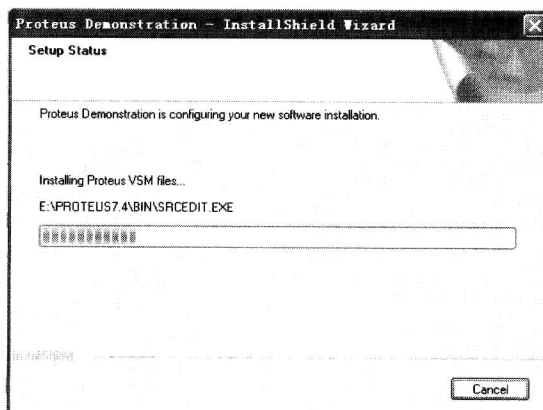 Proteus Demonstration - InstallShield Wizard
Setup Status
Proteus Demonstration is configuring your new software installation.
Installing Proteus VSM files...
E:\PROTEUS7.4\BIN\SRCEDIT.EXE
InstallShield
Cancel